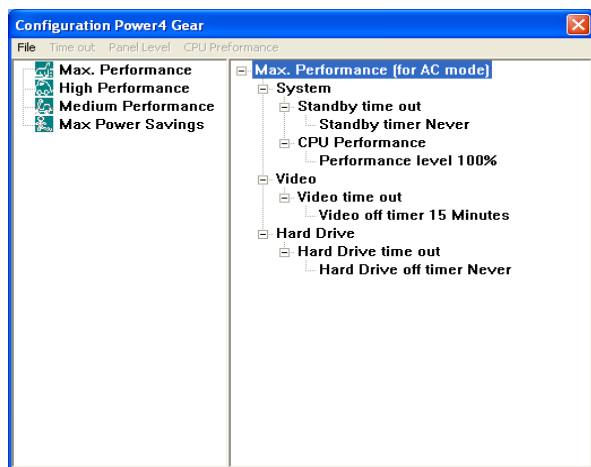 Configuration Power4 Gear
File Time out Panel Level CPU Preformance
Max. Performance
High Performance
Medium Performance
Max Power Savings
Max. Performance (for AC mode)
System
Standby time out
Standby timer Never
CPU Performance
Performance level 100%
Video
Video time out
Video off timer 15 Minutes
Hard Drive
Hard Drive time out
Hard Drive off timer Never